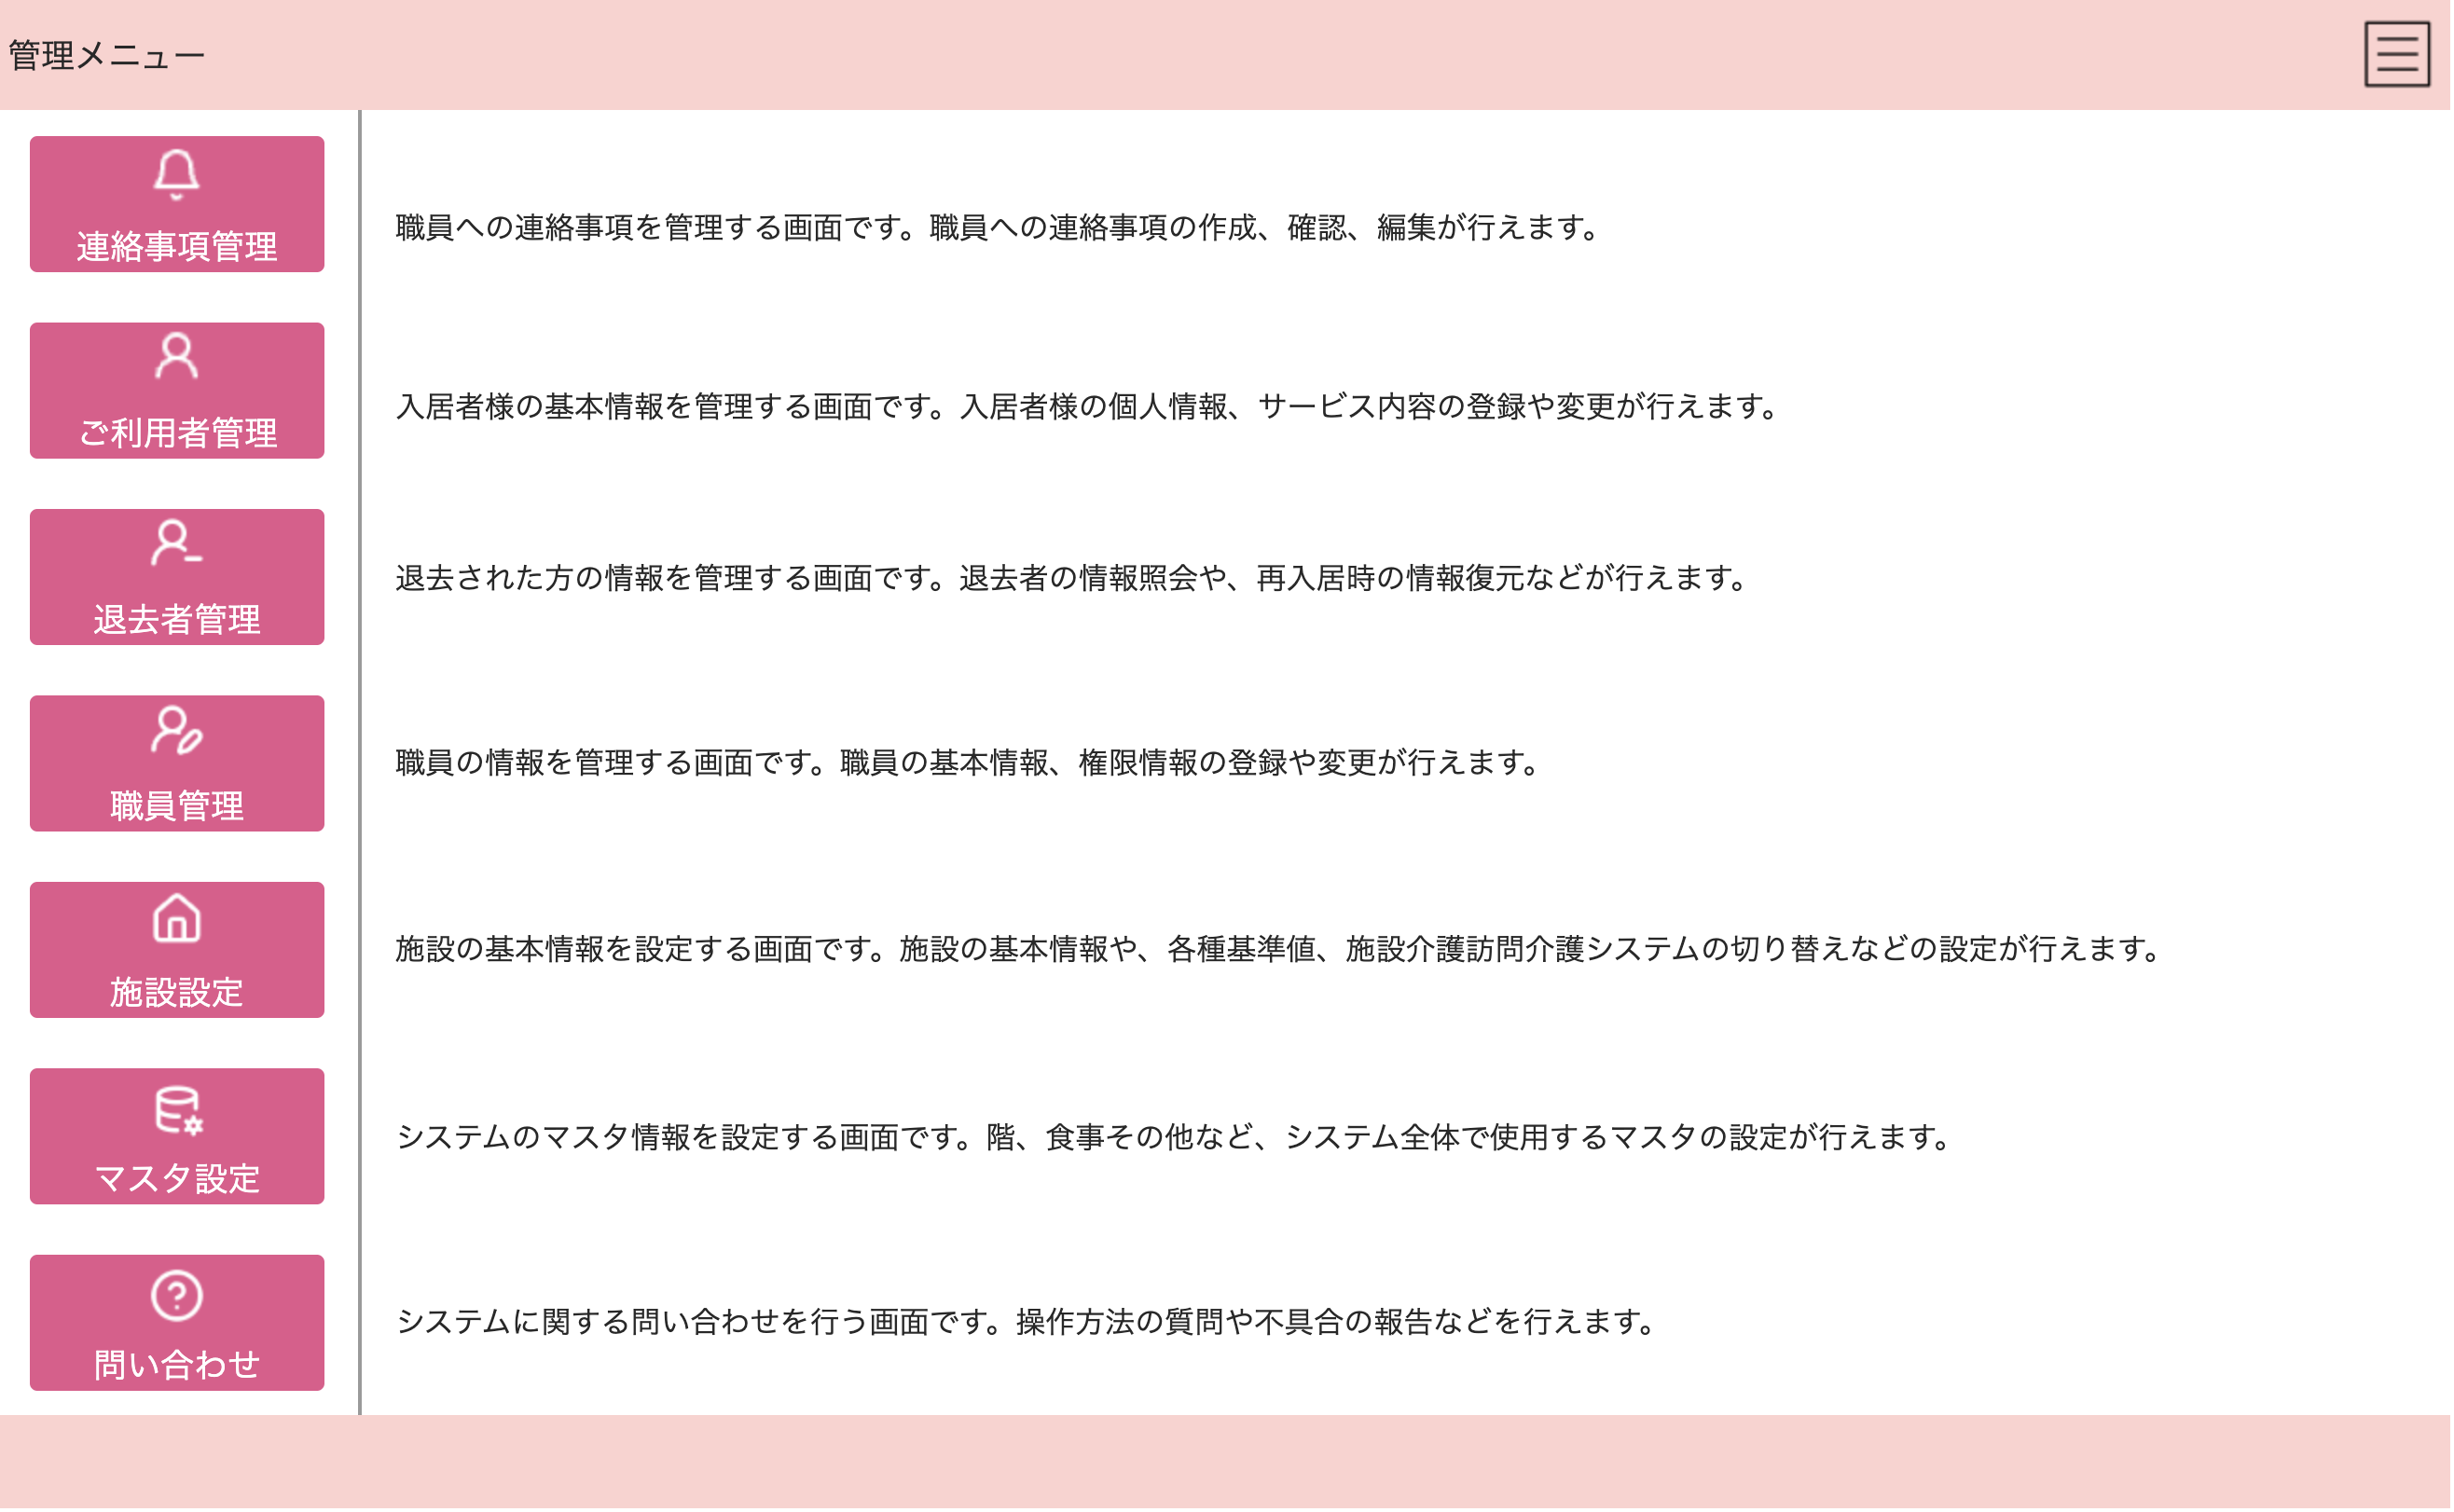 管理メニュー
連絡事項管理
職員への連絡事項を管理する画面です。職員への連絡事項の作成、確認、編集が行えます。
ご利用者管理
入居者様の基本情報を管理する画面です。入居者様の個人情報、サービス内容の登録や変更が行えます。
退去者管理
退去された方の情報を管理する画面です。退去者の情報照会や、再入居時の情報復元などが行えます。
職員管理
職員の情報を管理する画面です。職員の基本情報、権限情報の登録や変更が行えます。
施設設定
施設の基本情報を設定する画面です。施設の基本情報や、各種基準値、施設介護訪問介護システムの切り替えなどの設定が行えます。
マスタ設定
システムのマスタ情報を設定する画面です。階、食事その他など、システム全体で使用するマスタの設定が行えます。
問い合わせ
システムに関する問い合わせを行う画面です。操作方法の質問や不具合の報告などを行えます。